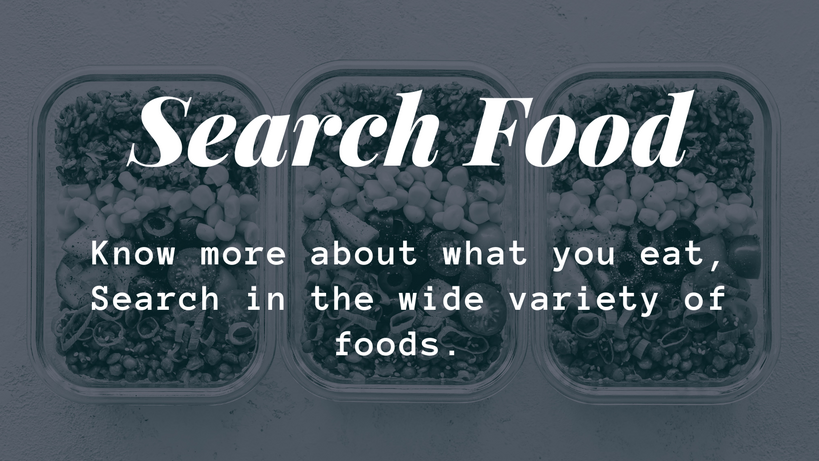 Search Food
Know more about what you eat,
Search in the wide variety of
foods.